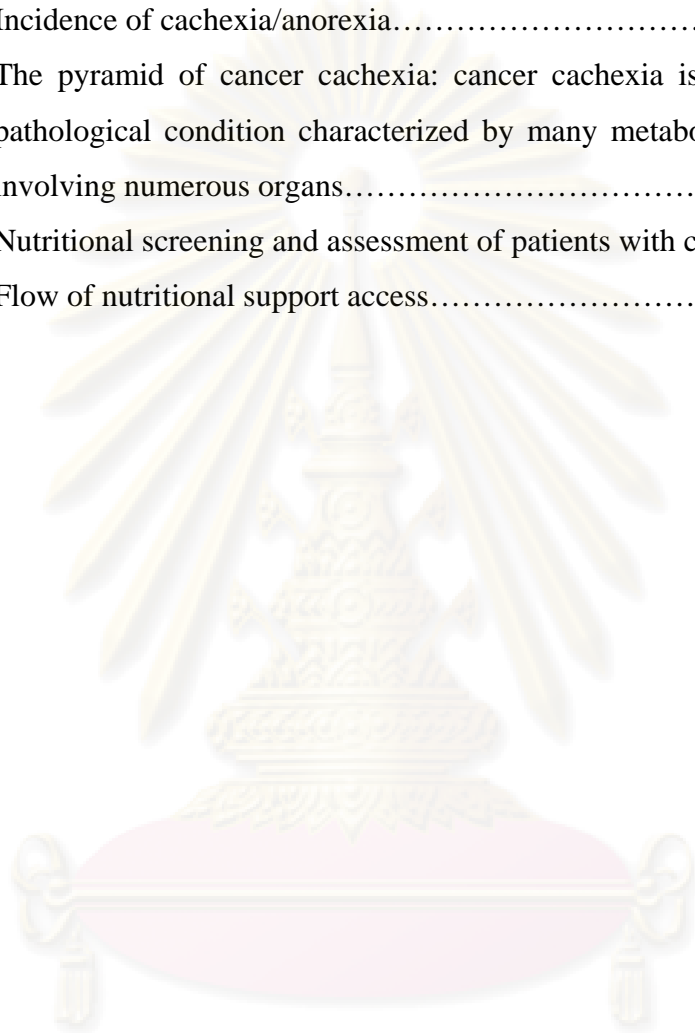 Incidence of cachexia/anorexia……………………………
The pyramid of cancer cachexia: cancer cachexia is
pathological condition characterized by many
involving numerous organs………………………………
Nutritional screening and assessment of patients with
Flow of nutritional support access…………………………